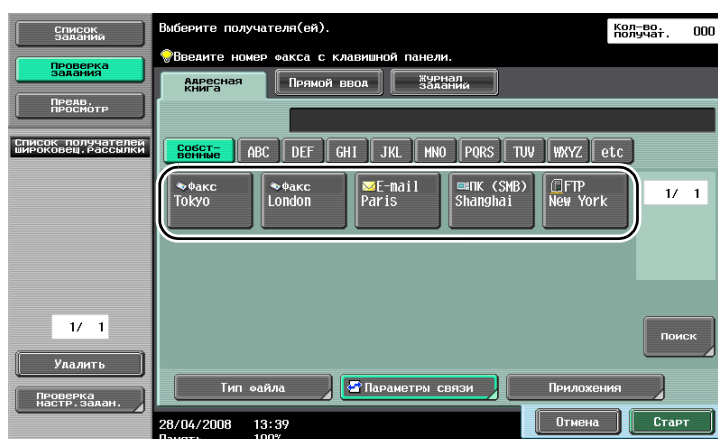 Список
заданий
Проверка
задания
Предв.
просмотр
Список получателей
широковещ.рассылки
1/ 1
Удалить
Проверка
настр.задан.
Выберите получателя(ей).
Кол-во.
получат. 000
Введите номер факса с клавишной панели.
Адресная
книга
Прямой ввод
Журнал
заданий
Собст-
венные
ABC DEF GHI JKL MNO PQRS TUV WXYZ etc
Факс
Tokyo
Факс
London
E-mail
Paris
ПК (SMB)
Shanghai
FTP
New York
1/ 1
Поиск
Тип файла
Параметры связи
Приложения
28/04/2008 13:39
Память 100%
Отмена
Старт